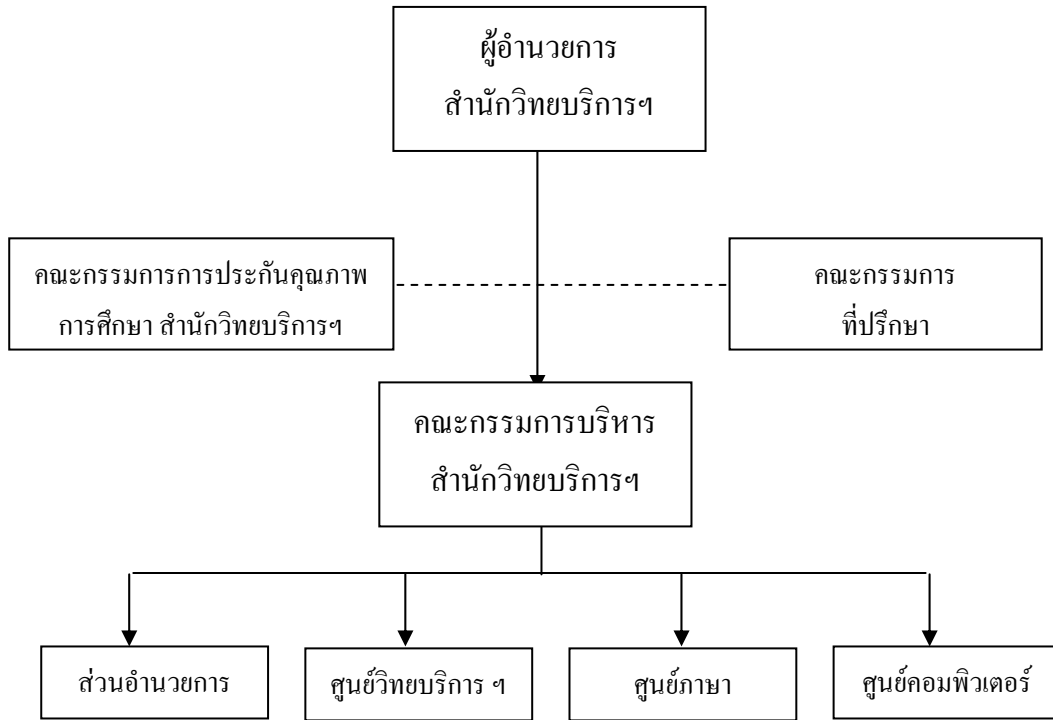 ผู้อำนวยการ
สำนักวิทยบริการฯ
คณะกรรมการการประกันคุณภาพ
การศึกษา สำนักวิทยบริการฯ
คณะกรรมการ
ที่ปรึกษา
คณะกรรมการบริหาร
สำนักวิทยบริการฯ
ส่วนอำนวยการ
ศูนย์วิทยบริการ ฯ
ศูนย์ภาษา
ศูนย์คอมพิวเตอร์